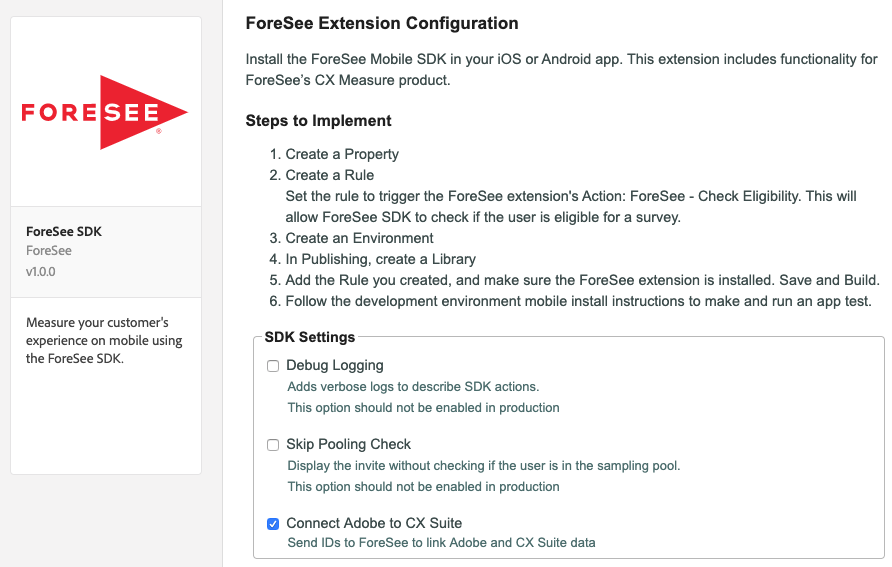 FORESEE
®
ForeSee SDK
ForeSee
v1.0.0
Measure your customer's
experience on mobile using
the ForeSee SDK.
ForeSee Extension Configuration
Install the ForeSee Mobile SDK in your iOS or Android app. This extension includes functionality for
ForeSee’s CX Measure product.
Steps to Implement
1. Create a Property
2. Create a Rule
Set the rule to trigger the ForeSee extension's Action: ForeSee - Check Eligibility. This will
allow ForeSee SDK to check if the user is eligible for a survey.
3. Create an Environment
4. In Publishing, create a Library
5. Add the Rule you created, and make sure the ForeSee extension is installed. Save and Build.
6. Follow the development environment mobile install instructions to make and run an app test.
SDK Settings
Debug Logging
Adds verbose logs to describe SDK actions.
This option should not be enabled in production
Skip Pooling Check
Display the invite without checking if the user is in the sampling pool.
This option should not be enabled in production
Connect Adobe to CX Suite
Send IDs to ForeSee to link Adobe and CX Suite data